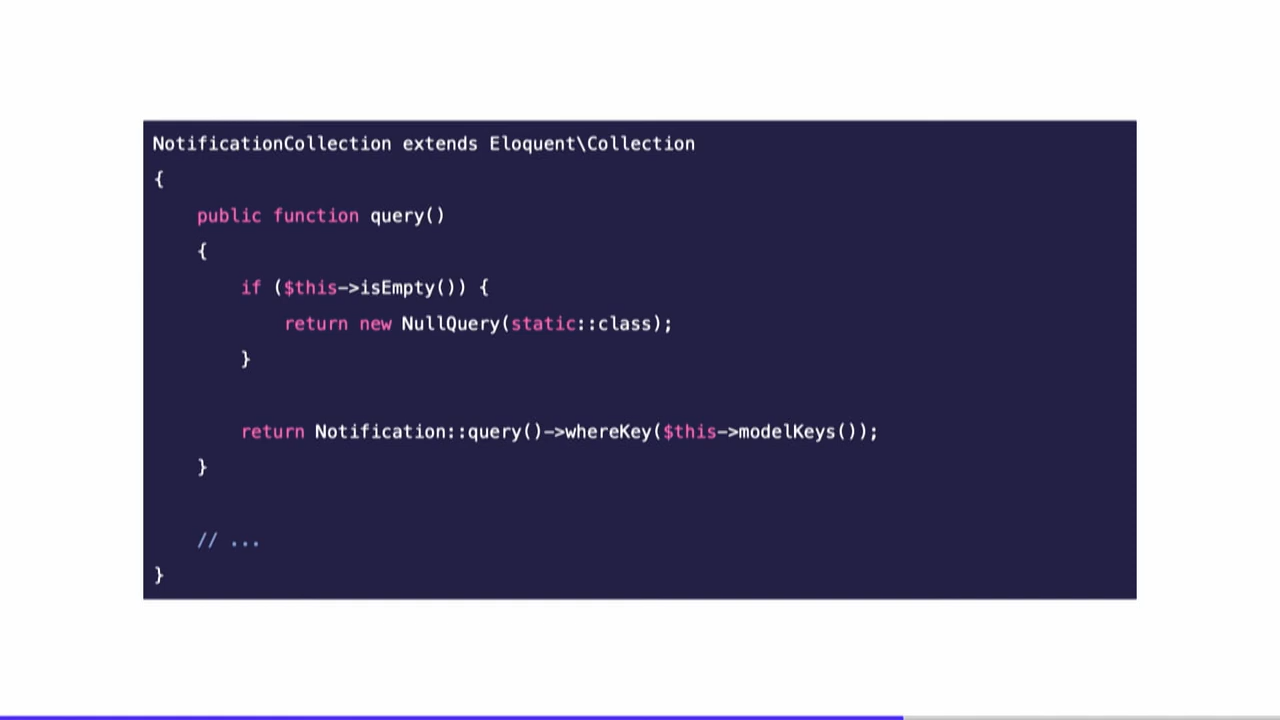 NotificationCollection extends Eloquent\Collection
{
    public function query()
    {
        if ($this->isEmpty()) {
            return new NullQuery(static::class);
        }

        return Notification::query()->whereKey($this->modelKeys());
    }

    // ...
}